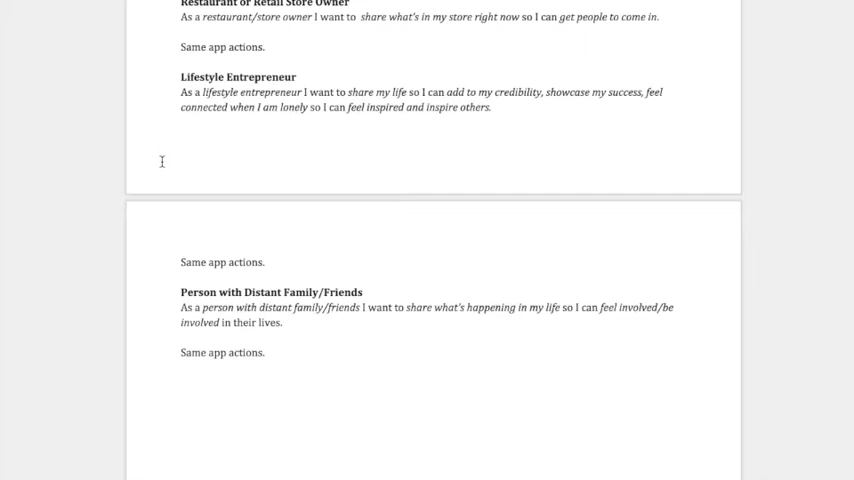 Restaurant or Retail Store Owner
As a restaurant/store owner I want to share what's in my store right now so I can get people to come in.
Same app actions.
Lifestyle Entrepreneur
As a lifestyle entrepreneur I want to share my life so I can add to my credibility, showcase my success, feel
connected when I am lonely so I can feel inspired and inspire others.
Same app actions.
Person with Distant Family/Friends
As a person with distant family/friends I want to share what's happening in my life so I can feel involved/be
involved in their lives.
Same app actions.